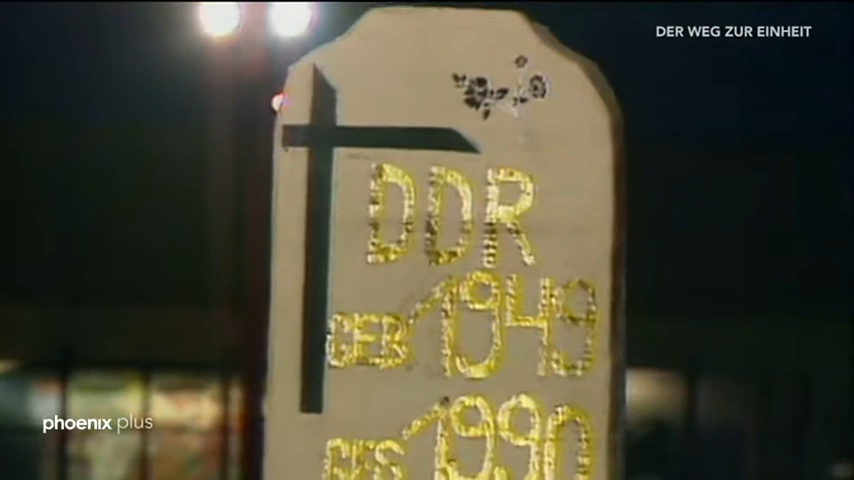 DER WEG ZUR EINHEIT
DDR
GEB 1949
GES 1990
phoenix plus